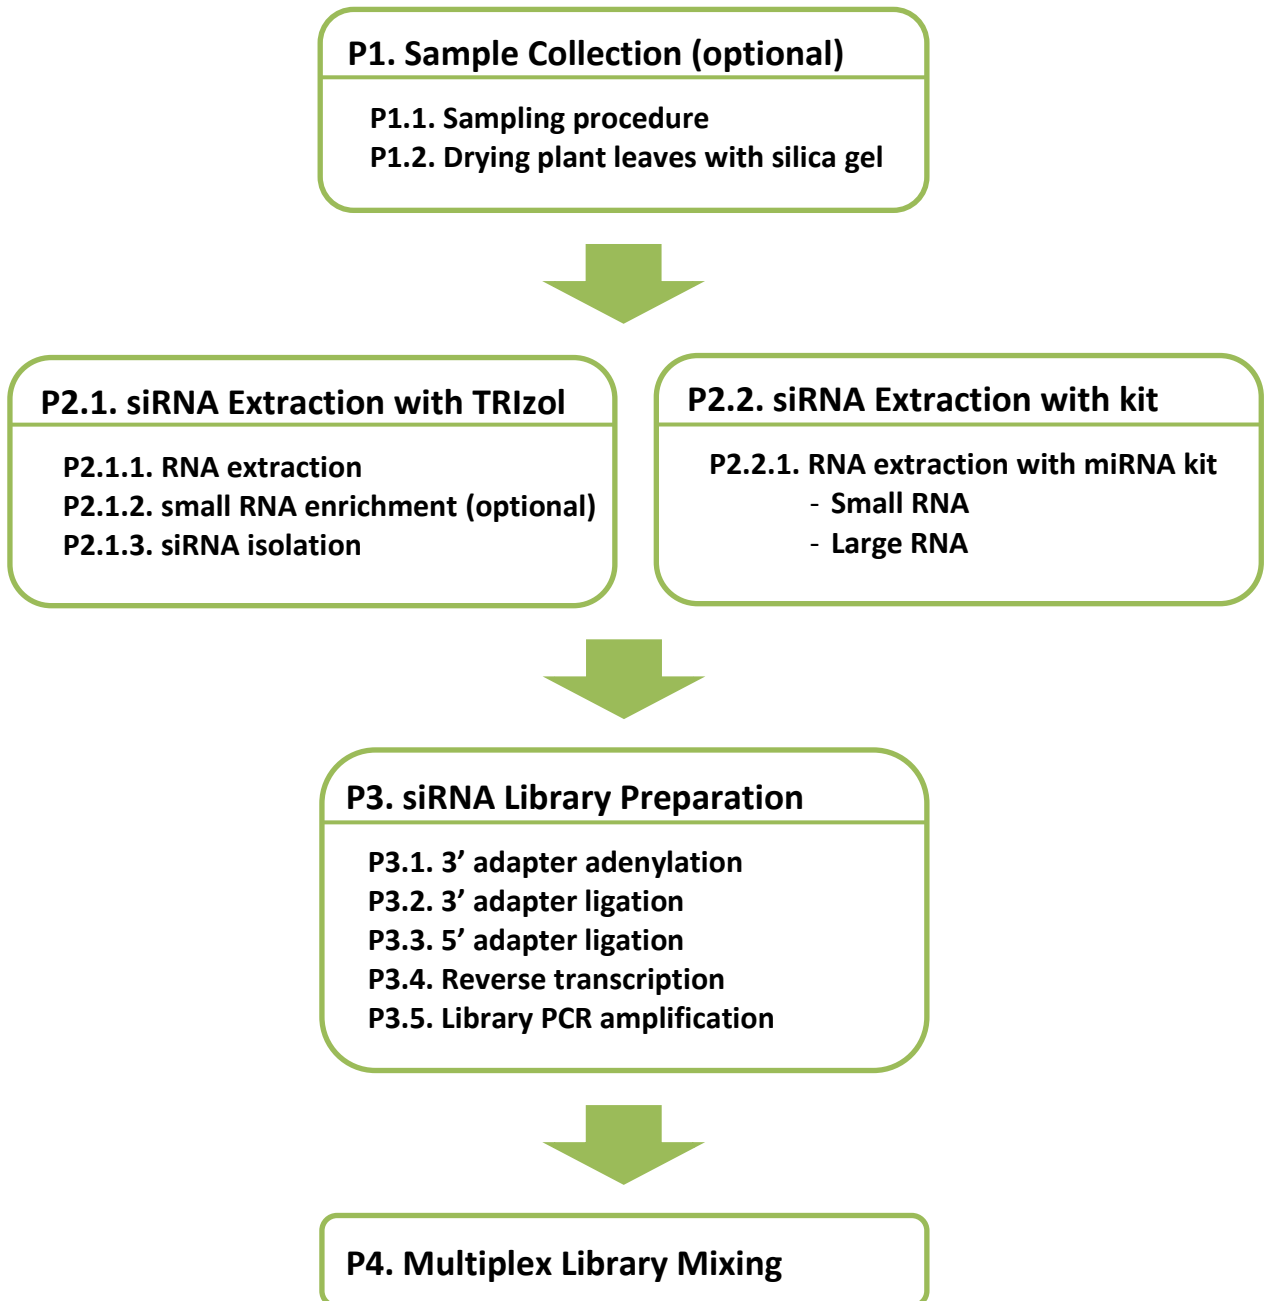 P1. Sample Collection (optional)
P1.1. Sampling procedure
P1.2. Drying plant leaves with silica gel
P2.1. siRNA Extraction with TRIzol
P2.1.1. RNA extraction
P2.1.2. small RNA enrichment (optional)
P2.1.3. siRNA isolation
P2.2. siRNA Extraction with kit
P2.2.1. RNA extraction with miRNA kit
- Small RNA
- Large RNA
P3. siRNA Library Preparation
P3.1. 3’ adapter adenylation
P3.2. 3’ adapter ligation
P3.3. 5’ adapter ligation
P3.4. Reverse transcription
P3.5. Library PCR amplification
P4. Multiplex Library Mixing